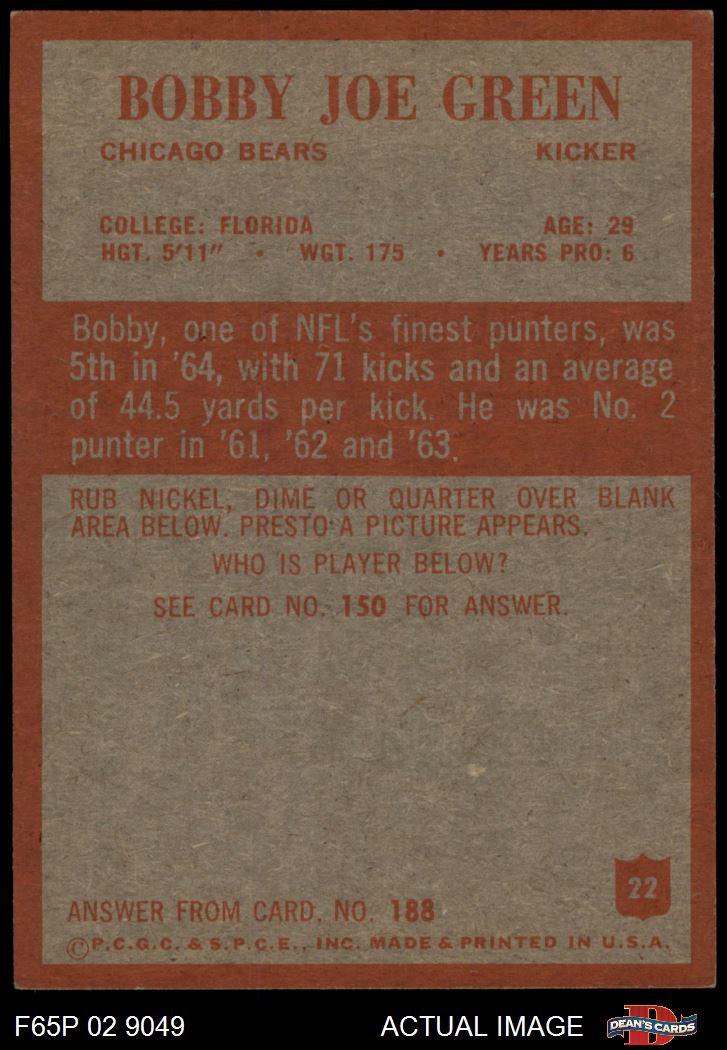 BOBBY JOE GREEN
CHICAGO BEARS KICKER
COLLEGE: FLORIDA AGE: 29
HGT. 5'11" • WGT. 175 • YEARS PRO: 6
Bobby, one of NFL's finest punters, was
5th in '64, with 71 kicks and an average
of 44.5 yards per kick. He was No. 2
punter in '61, '62 and '63.
RUB NICKEL, DIME OR QUARTER OVER BLANK
AREA BELOW. PRESTO A PICTURE APPEARS.
WHO IS PLAYER BELOW?
SEE CARD NO. 150 FOR ANSWER.
22
ANSWER FROM CARD. NO. 188
©P.C.G.C. & S.P.C.E., INC. MADE & PRINTED IN U.S.A.
F65P 02 9049 ACTUAL IMAGE D DEAN'S CARDS